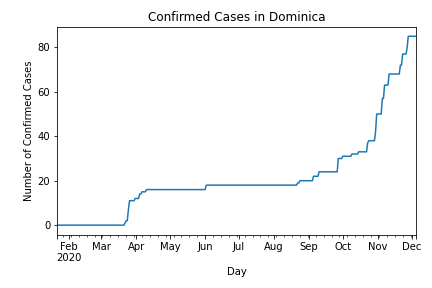 Confirmed Cases in Dominica
Number of Confirmed Cases
80
60
40
20
0
Feb Mar Apr May Jun Jul Aug Sep Oct Nov Dec
2020
Day